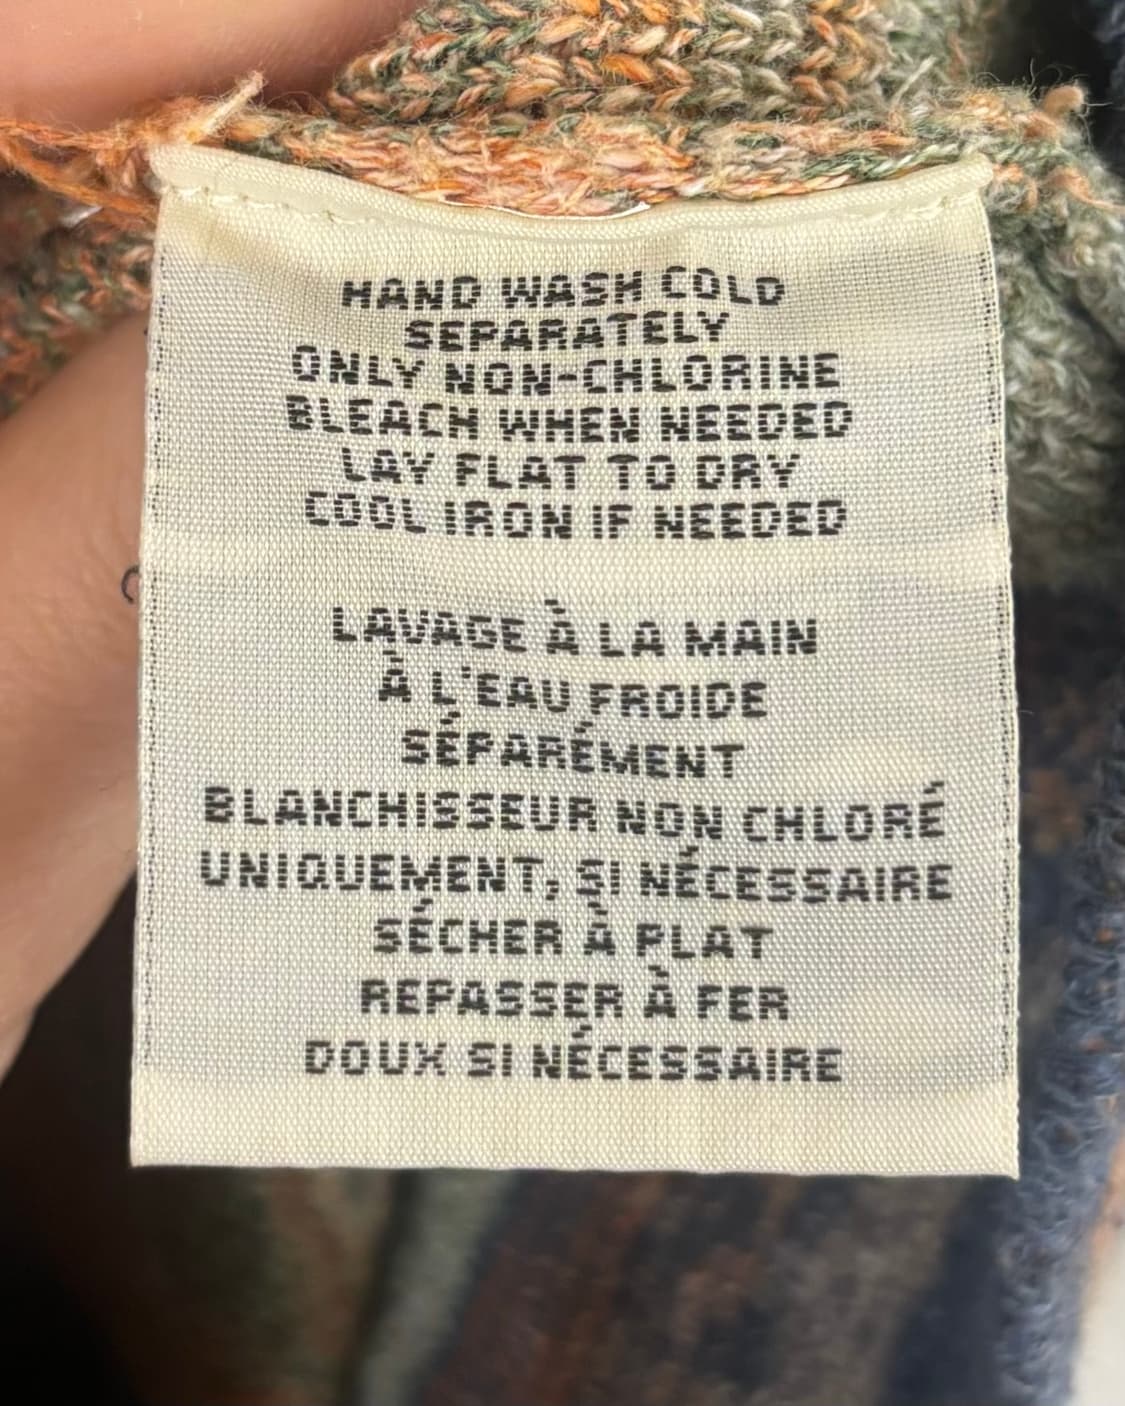 HAND WASH COLD
SEPARATELY
ONLY NON-CHLORINE
BLEACH WHEN NEEDED
LAY FLAT TO DRY
COOL IRON IF NEEDED
LAVAGE À LA MAIN
À L'EAU FROIDE
SÉPARÉMENT
BLANCHISSEUR NON CHLORÉ
UNIQUEMENT, SI NÉCESSAIRE
SÉCHER À PLAT
REPASSER À FER
DOUX SI NÉCESSAIRE